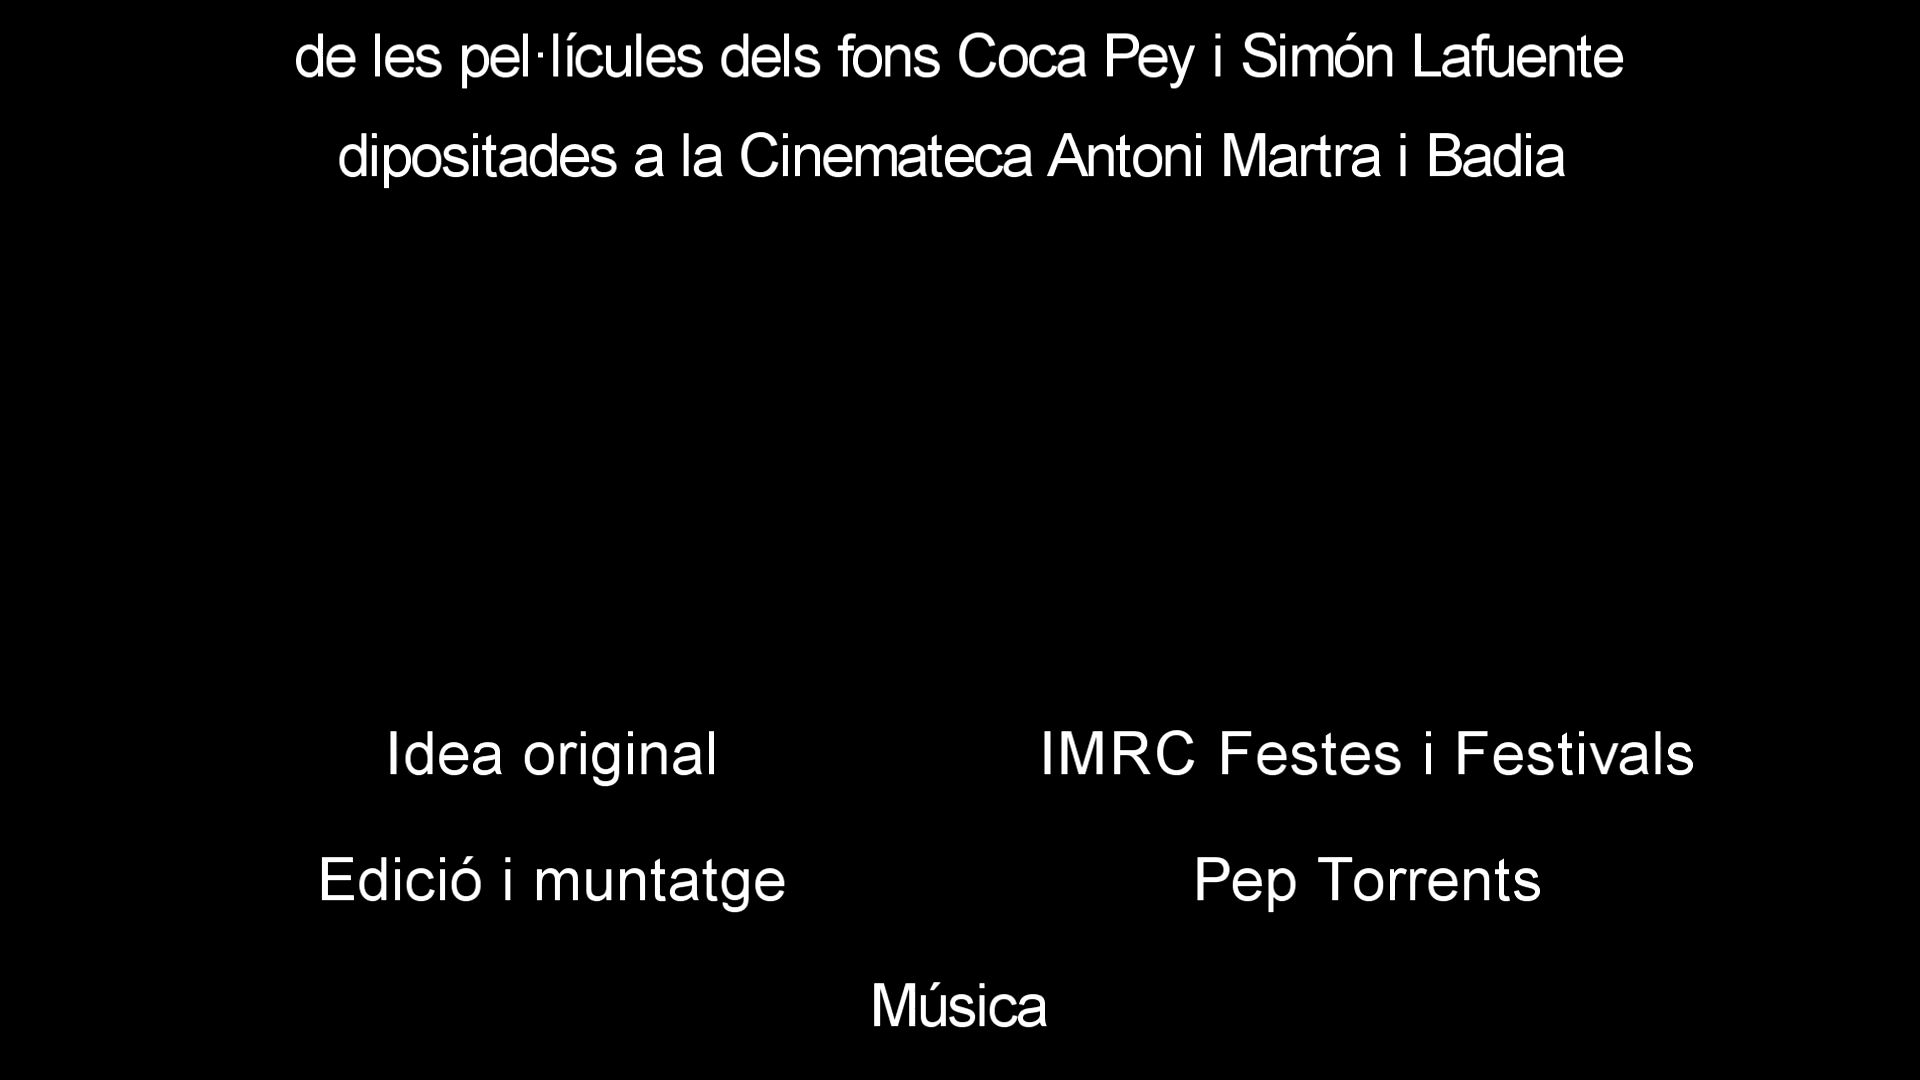 de les pel·lícules dels fons Coca Pey i Simón Lafuente
dipositades a la Cinemateca Antoni Martra i Badia
Idea original IMRC Festes i Festivals
Edició i muntatge Pep Torrents
Música